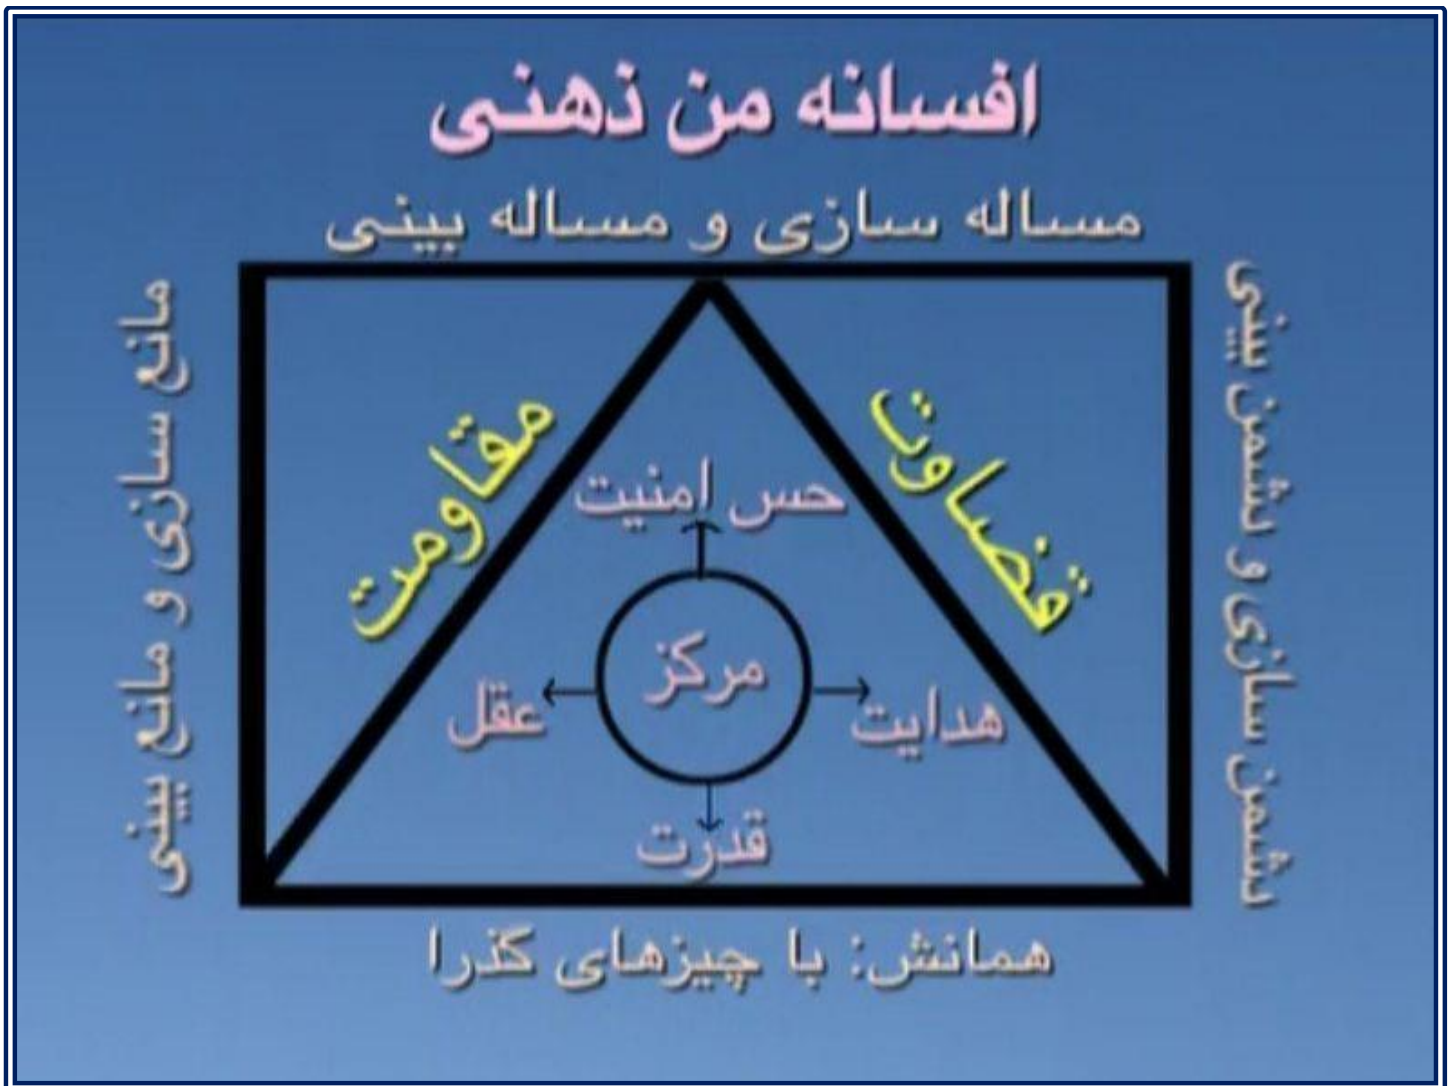 افسانه من ذهنی
مساله سازی و مساله بینی
دشمن سازی و دشمن بینی
مانع سازی و مانع بینی
قضاوت
مقاومت
حس امنیت
مرکز
هدایت
عقل
قدرت
همانش: با چیزهای گذرا